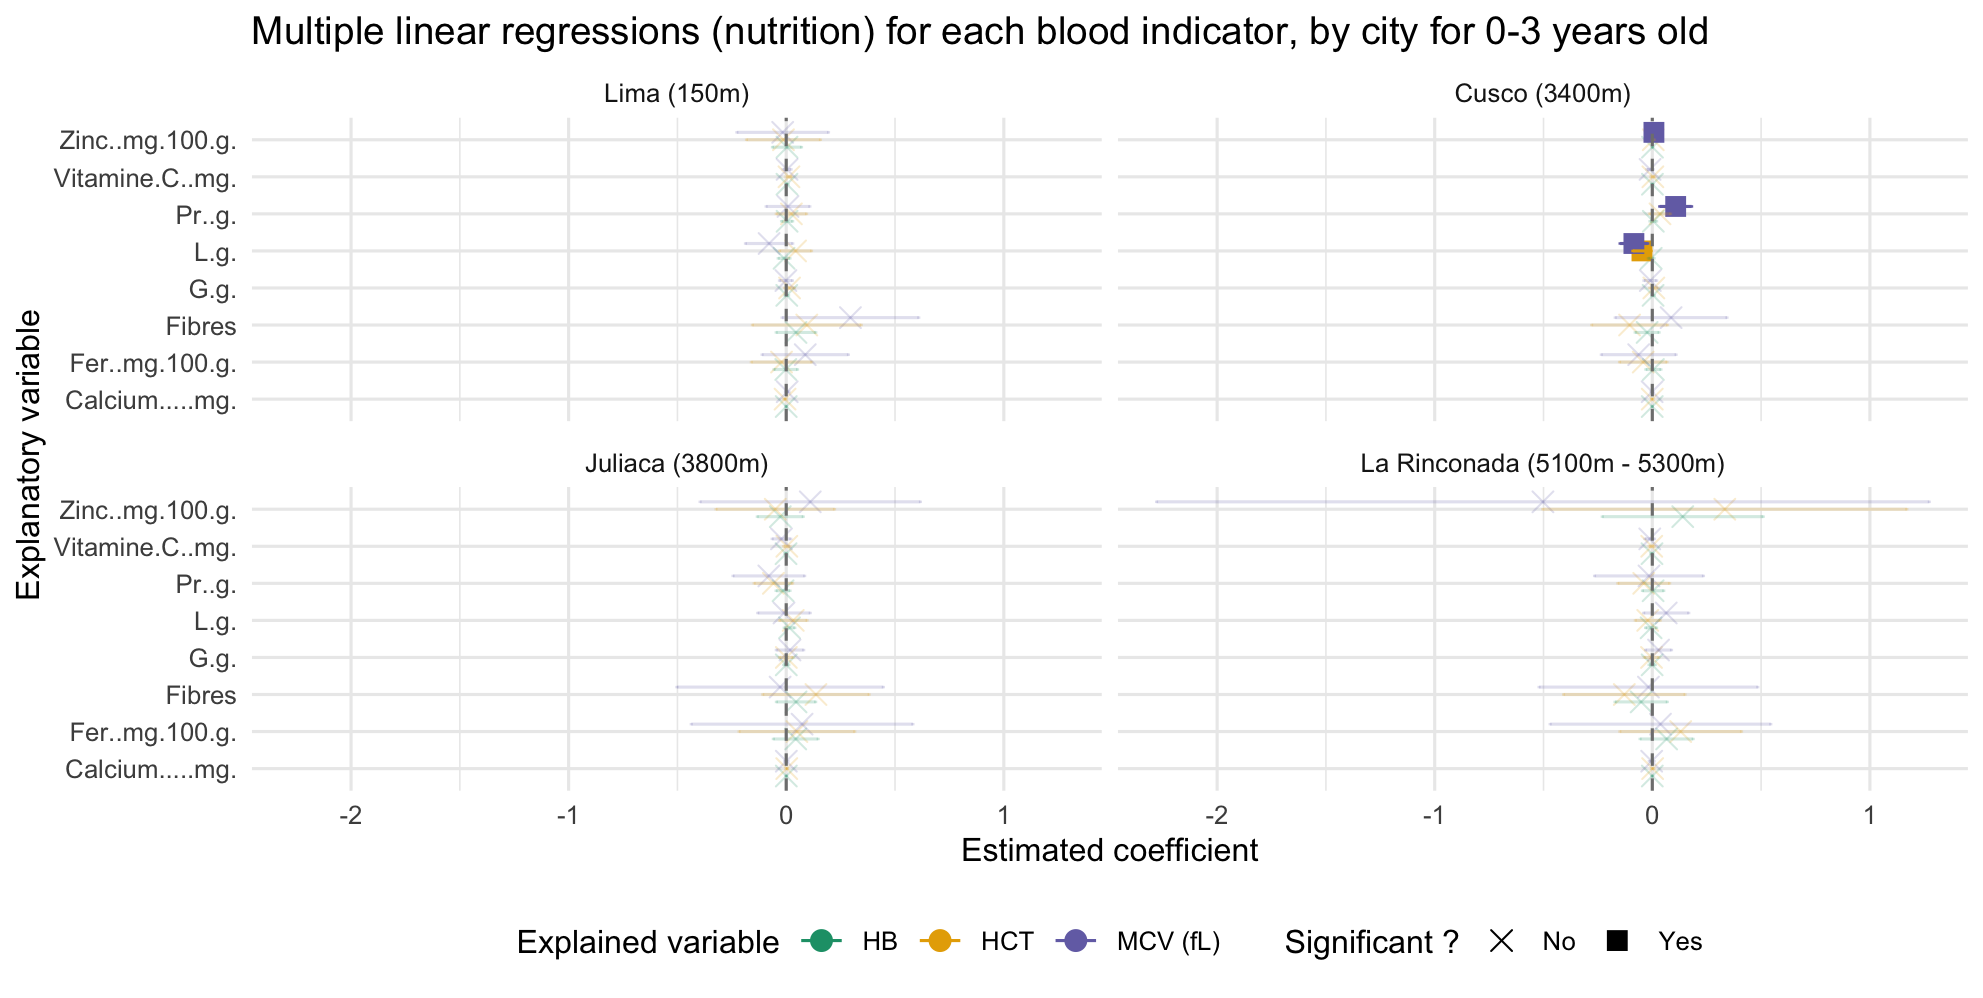 Multiple linear regressions (nutrition) for each blood indicator, by city for 0-3 years old
Lima (150m)
Cusco (3400m)
Explanatory variable
Zinc..mg.100.g.
Vitamine.C..mg.
Pr..g.
L.g.
G.g.
Fibres
Fer..mg.100.g.
Calcium.....mg.
Juliaca (3800m)
La Rinconada (5100m - 5300m)
Zinc..mg.100.g.
Vitamine.C..mg.
Pr..g.
L.g.
G.g.
Fibres
Fer..mg.100.g.
Calcium.....mg.
-2 -1 0 1
-2 -1 0 1
Estimated coefficient
Explained variable HB HCT MCV (fL) Significant ? No Yes